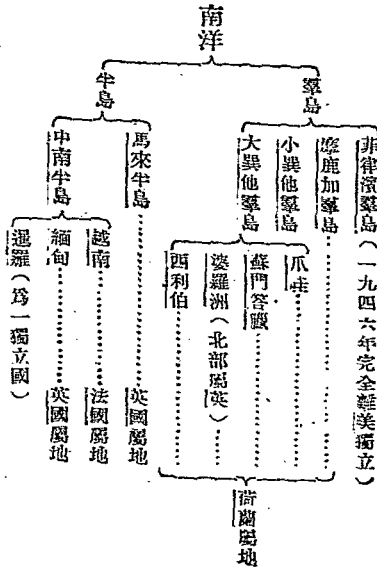 南洋
羣島
菲律濱羣島（一九四六年完全離美獨立）
摩鹿加羣島
小巽他羣島
大巽他羣島
爪哇
蘇門答臘
婆羅洲（北部屬英）
西利伯
荷蘭屬地
半島
馬來半島
英國屬地
中南半島
越南
法國屬地
緬甸
英國屬地
暹羅（爲一獨立國）